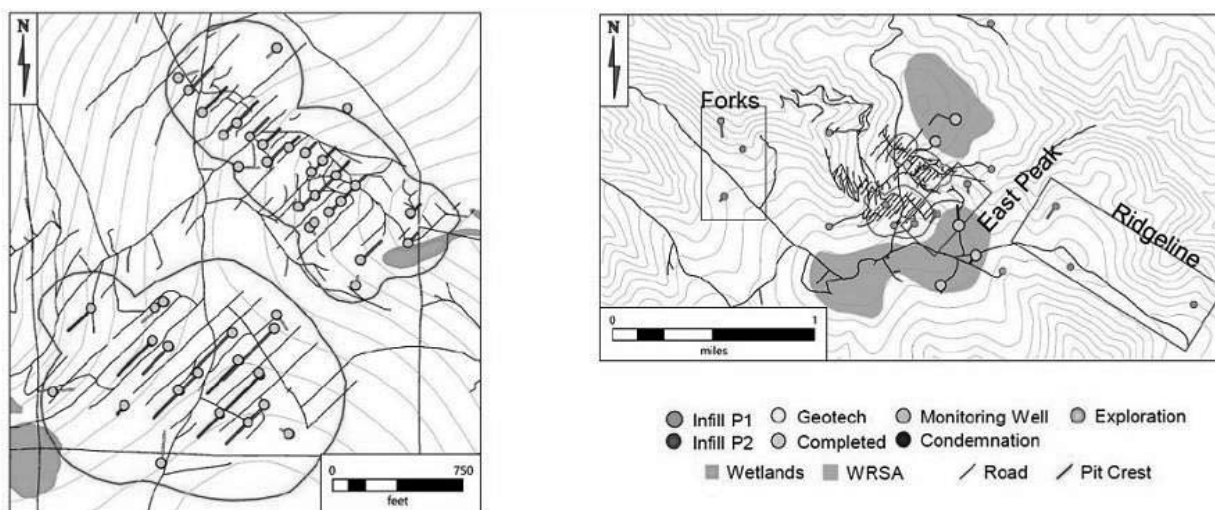 N
0
750
feet
N
Forks
East Peak
Ridgeline
0
1
miles
Infill P1
Geotech
Monitoring Well
Exploration
Infill P2
Completed
Condemnation
Wetlands
WRSA
Road
Pit Crest